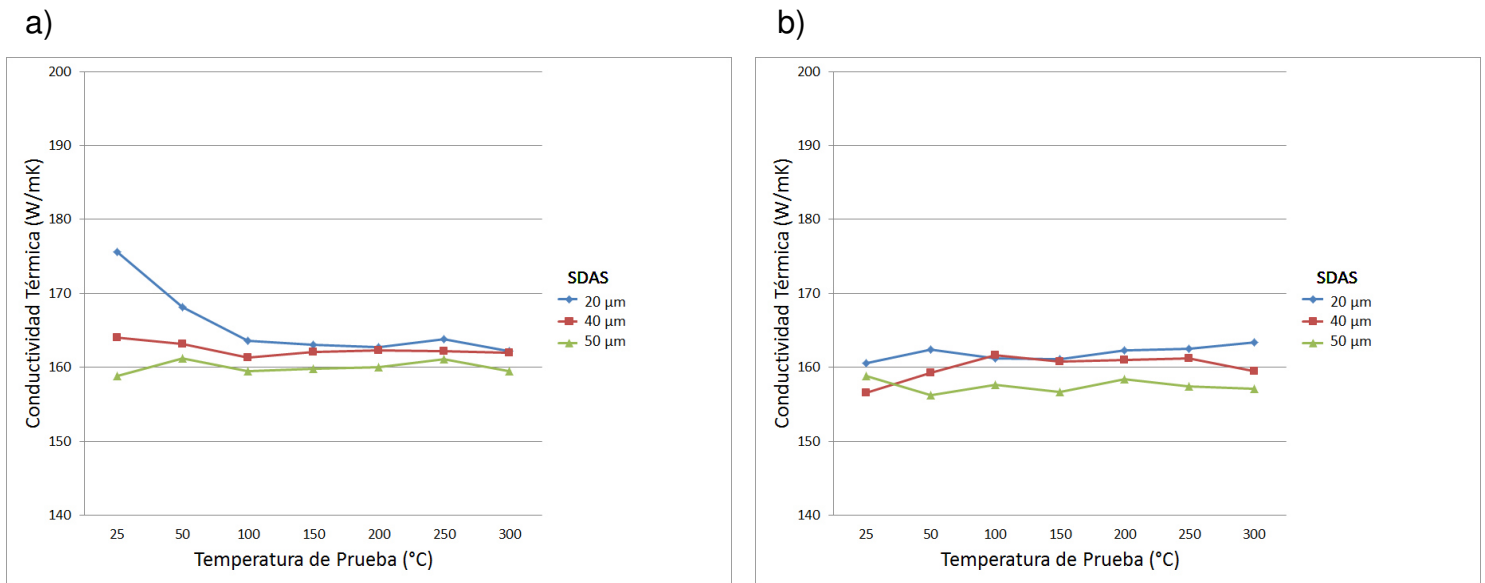 a)
200
190
180
170
160
150
140
Conductividad Térmica (W/mK)
25 50 100 150 200 250 300
Temperatura de Prueba (°C)
SDAS
20 µm
40 µm
50 µm
b)
200
190
180
170
160
150
140
Conductividad Térmica (W/mK)
25 50 100 150 200 250 300
Temperatura de Prueba (°C)
SDAS
20 µm
40 µm
50 µm